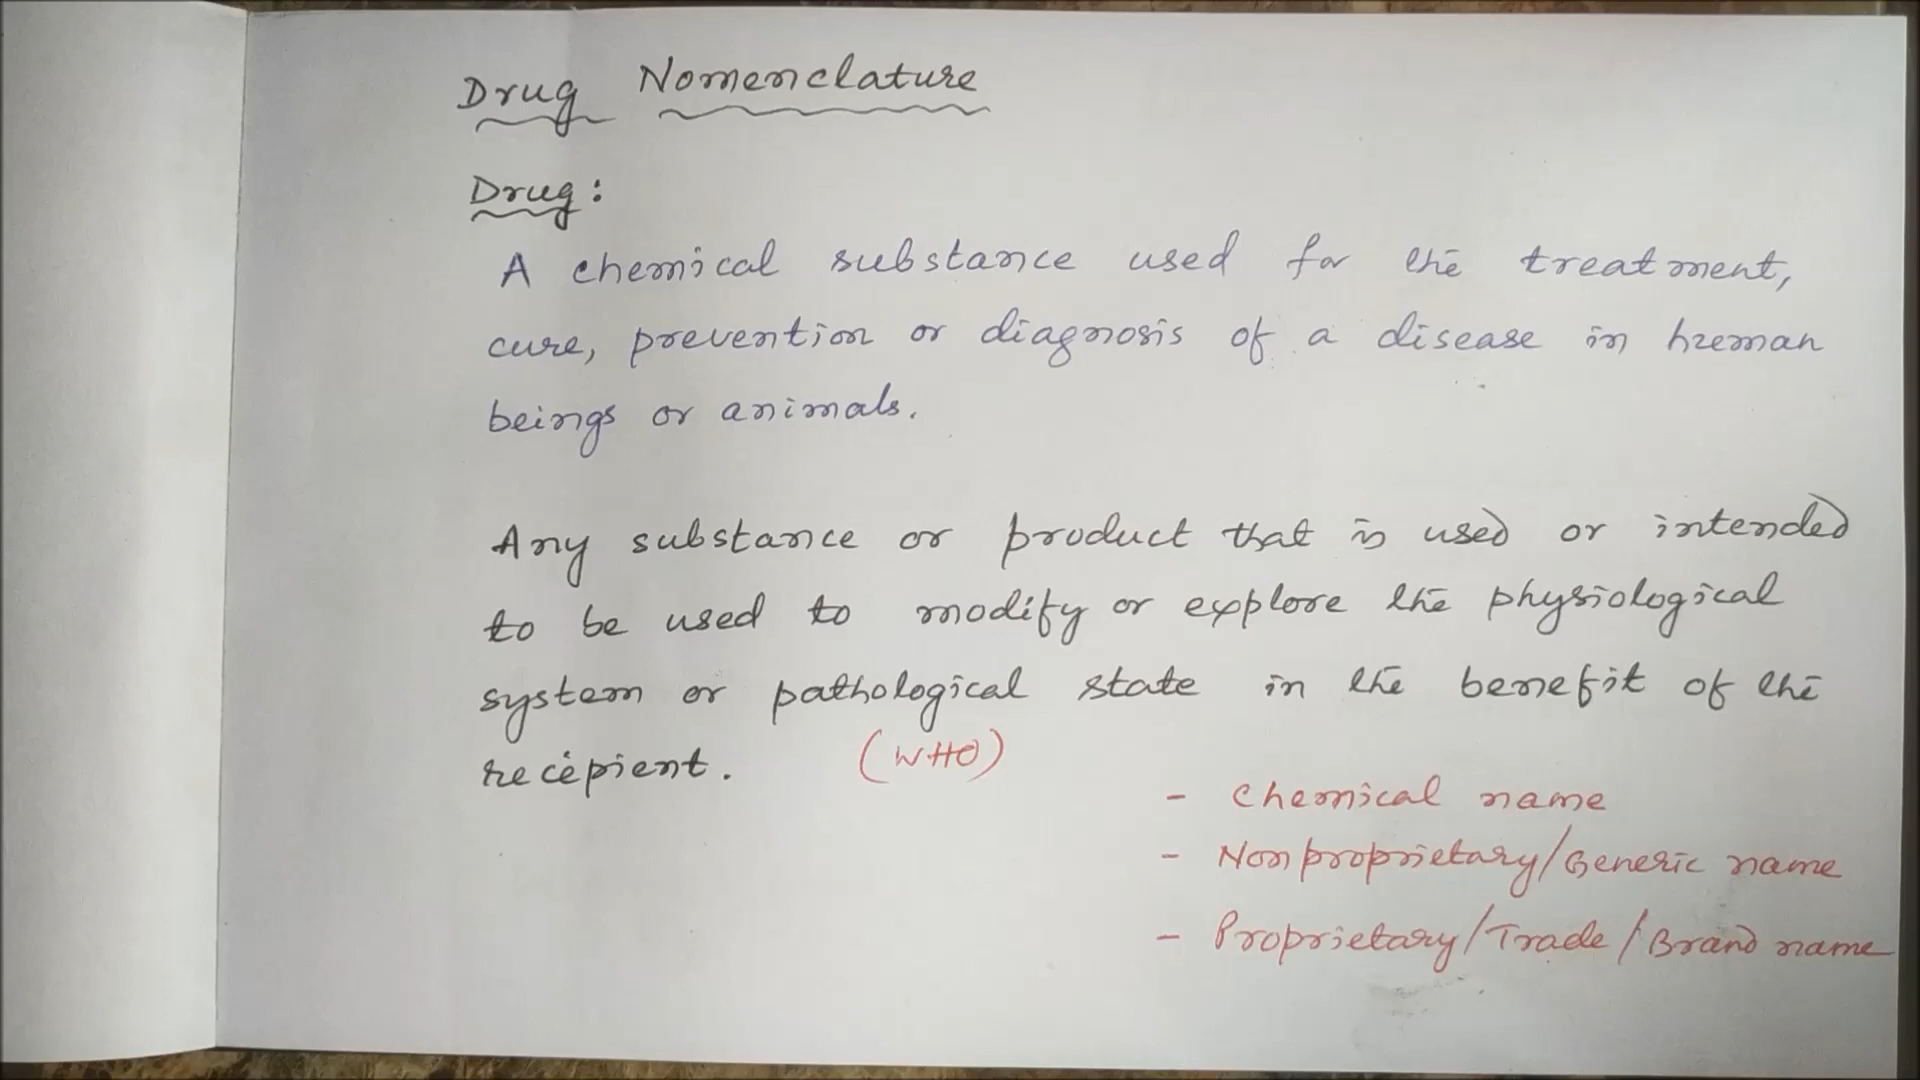 Drug Nomenclature
Drug:
A chemical substance used for the treatment,
cure, prevention or diagnosis of a disease in human
beings or animals.
Any substance or product that is used or intended
to be used to modify or explore the physiological
system or pathological state in the benefit of the
recepient. (WHO)
- Chemical name
- Nonproprietary/Generic name
- Proprietary/Trade/Brand name